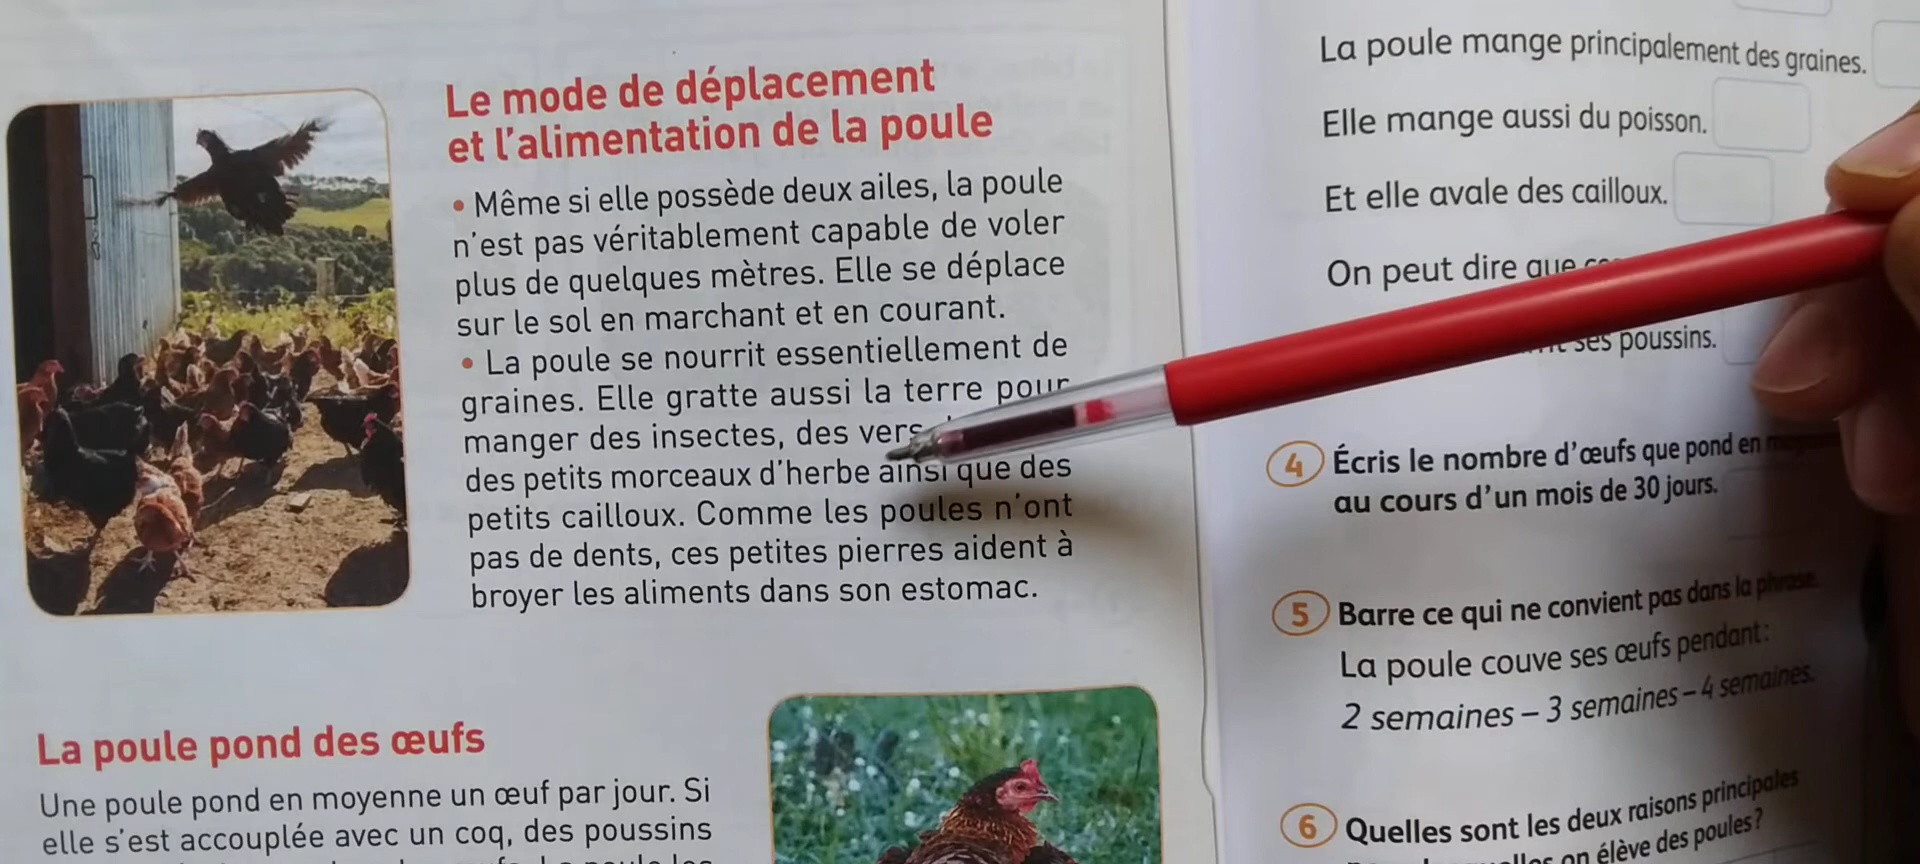 Le mode de déplacement
et l'alimentation de la poule
• Même si elle possède deux ailes, la poule
n'est pas véritablement capable de voler
plus de quelques mètres. Elle se déplace
sur le sol en marchant et en courant.
• La poule se nourrit essentiellement de
graines. Elle gratte aussi la terre pour
manger des insectes, des vers
des petits morceaux d'herbe ainsi que des
petits cailloux. Comme les poules n'ont
pas de dents, ces petites pierres aident à
broyer les aliments dans son estomac.
La poule pond des œufs
Une poule pond en moyenne un œuf par jour. Si
elle s'est accouplée avec un coq, des poussins
La poule mange principalement des graines.
Elle mange aussi du poisson.
Et elle avale des cailloux.
On peut dire que
ses poussins.
4 Écris le nombre d'œufs que pond en
au cours d'un mois de 30 jours.
5 Barre ce qui ne convient pas dans la phrase.
La poule couve ses œufs pendant :
2 semaines – 3 semaines – 4 semaines.
6 Quelles sont les deux raisons principales
on élève des poules ?